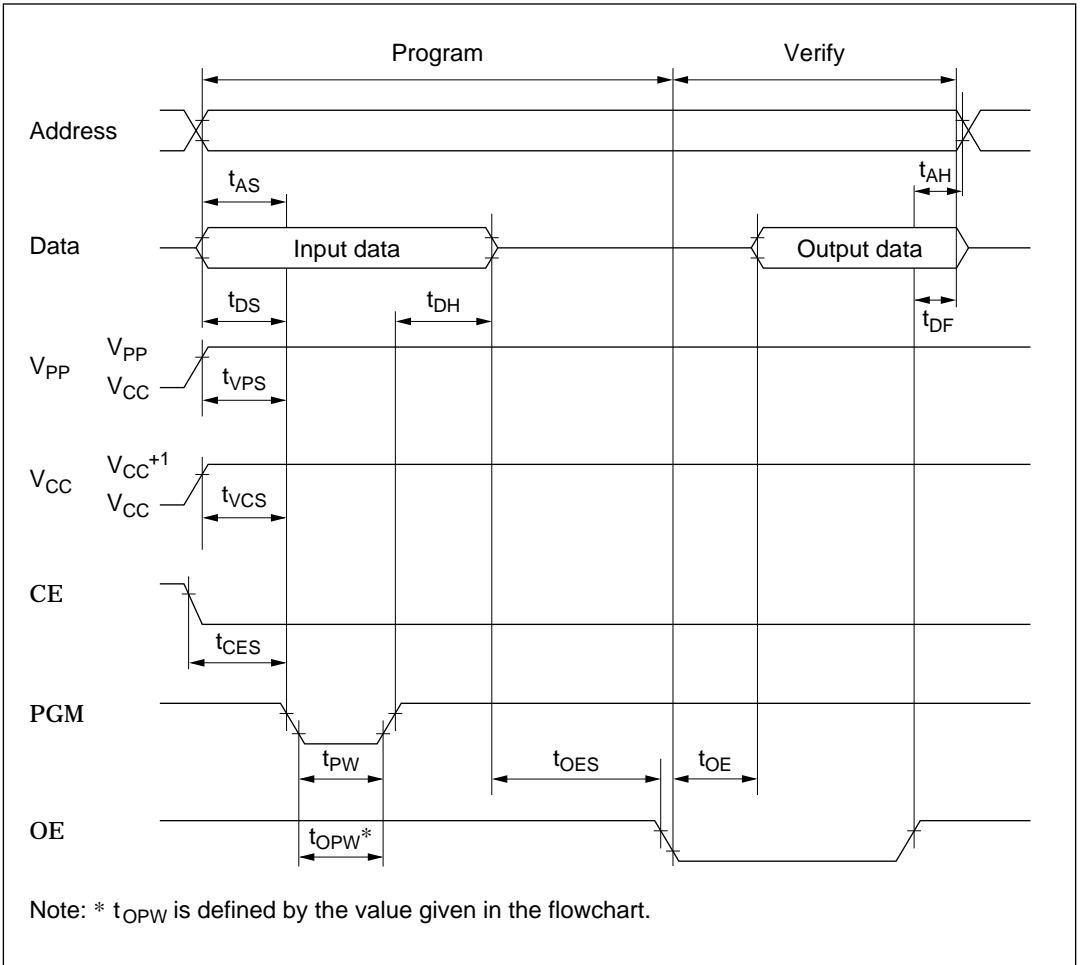 Program Verify
Address
tAS tAH
Data Input data Output data
tDS tDH tDF
VPP VPP
VCC tVPS
VCC VCC+1
VCC tVCS
CE
tCES
PGM
tPW tOES tOE
OE
tOPW*
Note: * tOPW is defined by the value given in the flowchart.